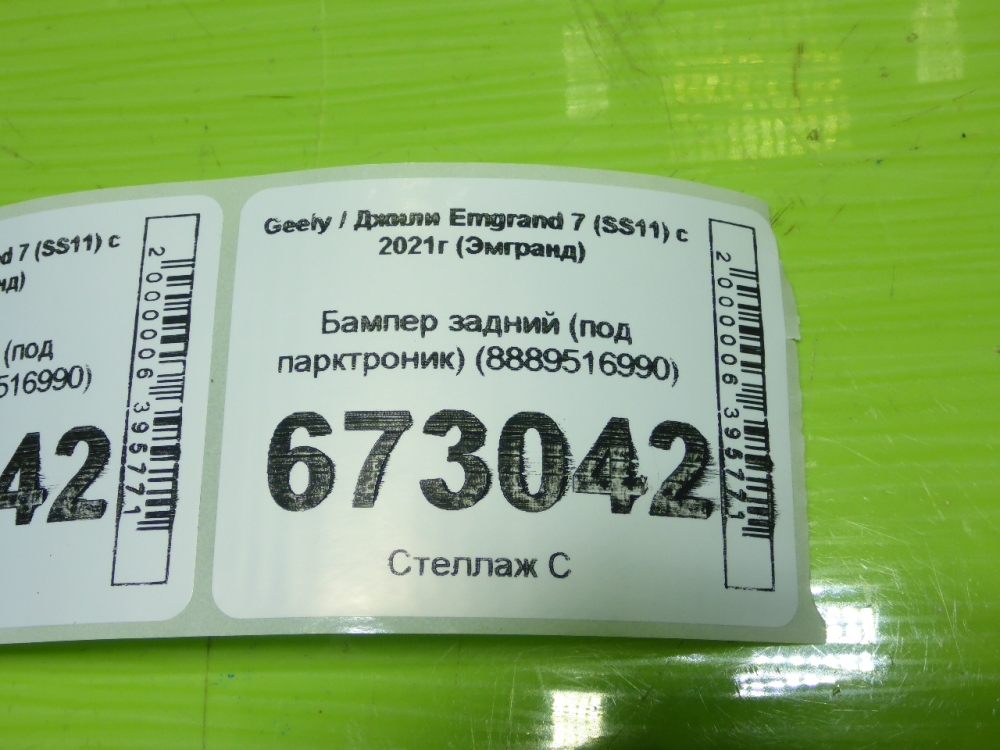 d 7 (SS11) с
нд)
(под
516990)
42
2000006395771
Geely / Джили Emgrand 7 (SS11) с
2021г (Эмгранд)
Бампер задний (под
парктроник) (8889516990)
673042
Стеллаж С
2000006395771